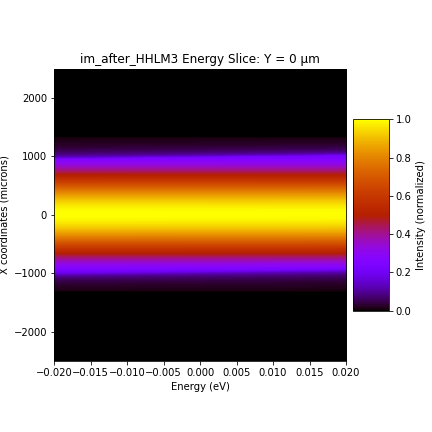 im_after_HHLM3 Energy Slice: Y = 0 μm
2000
1000
0
−1000
−2000
X coordinates (microns)
−0.020 −0.015 −0.010 −0.005 0.000 0.005 0.010 0.015 0.020
Energy (eV)
1.0
0.8
0.6
0.4
0.2
0.0
Intensity (normalized)